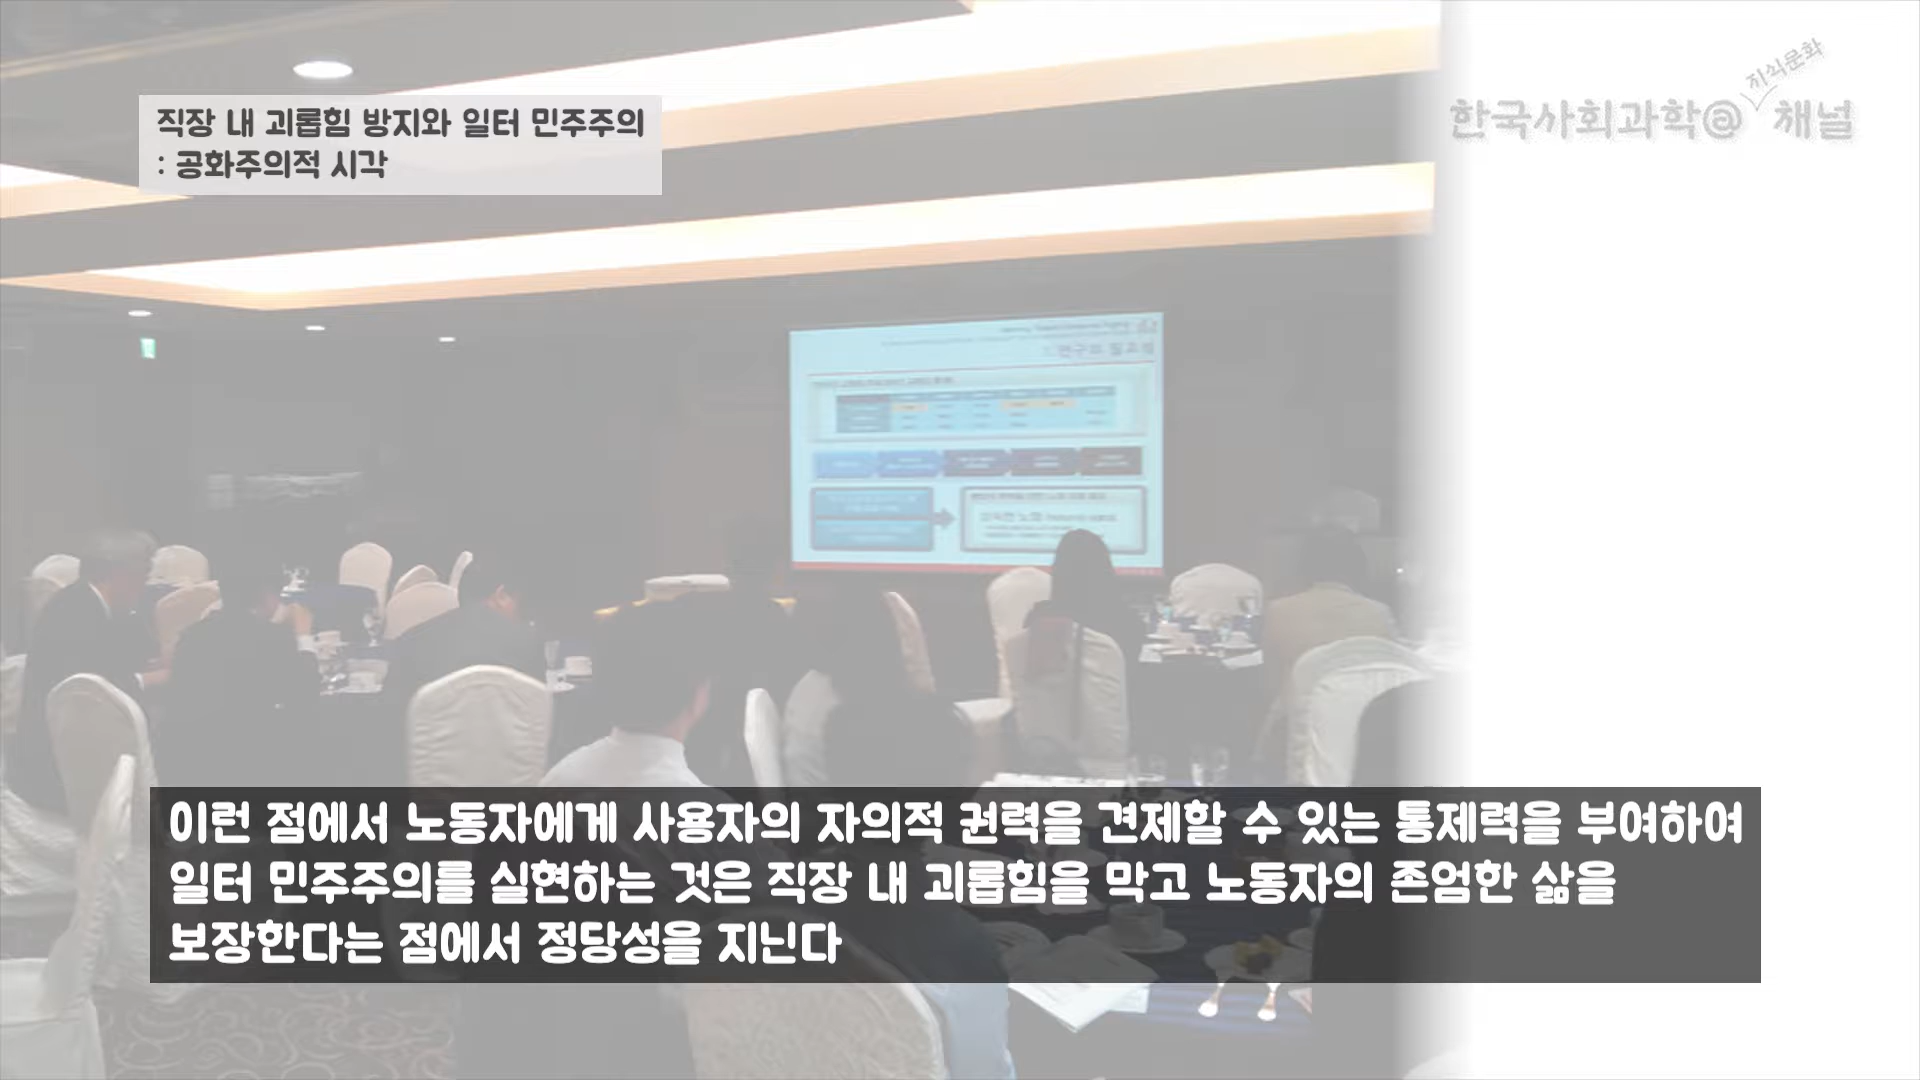 직장 내 괴롭힘 방지와 일터 민주주의
: 공화주의적 시각
지식문화
한국사회과학@ 채널
이런 점에서 노동자에게 사용자의 자의적 권력을 견제할 수 있는 통제력을 부여하여
일터 민주주의를 실현하는 것은 직장 내 괴롭힘을 막고 노동자의 존엄한 삶을
보장한다는 점에서 정당성을 지닌다